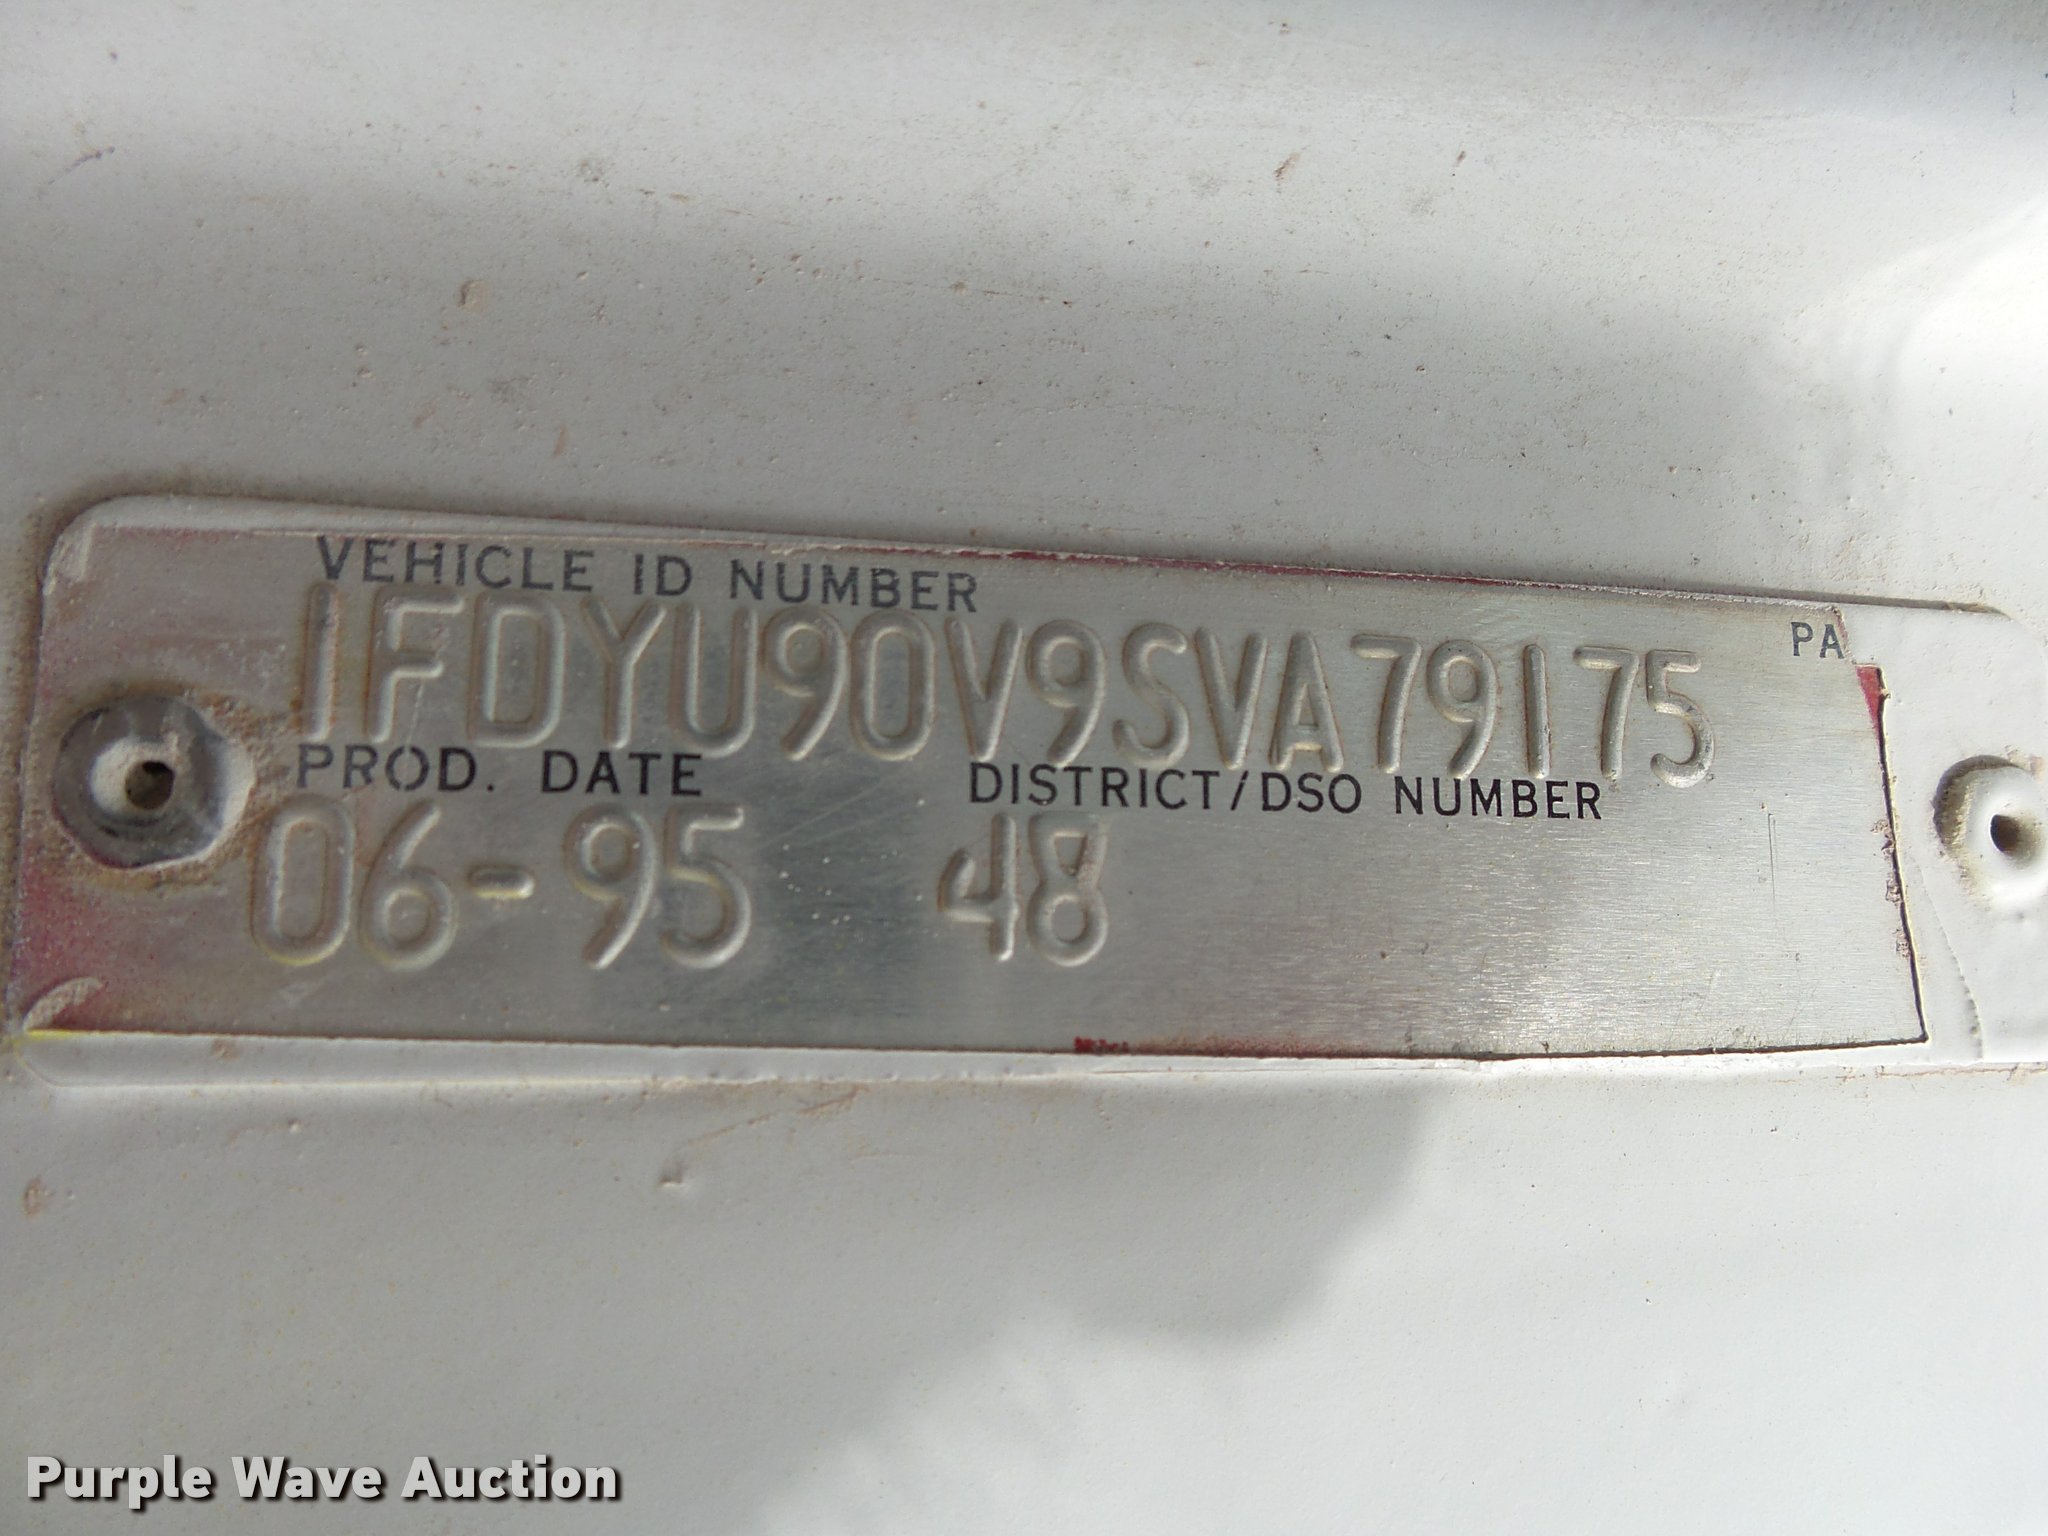 VEHICLE ID NUMBER
1FDYU90V9SVA79175
PA
PROD. DATE DISTRICT/DSO NUMBER
06-95 48
Purple Wave Auction